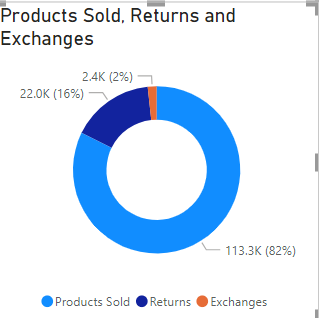 Products Sold, Returns and
Exchanges
2.4K (2%)
22.0K (16%)
113.3K (82%)
Products Sold Returns Exchanges